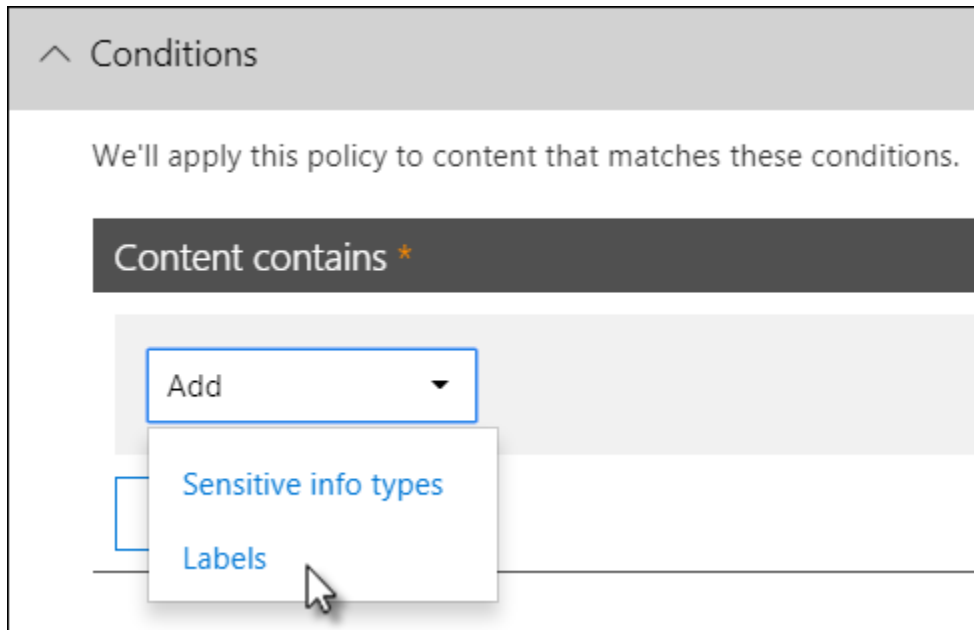 Conditions
We'll apply this policy to content that matches these conditions.
Content contains *
Add
Sensitive info types
Labels